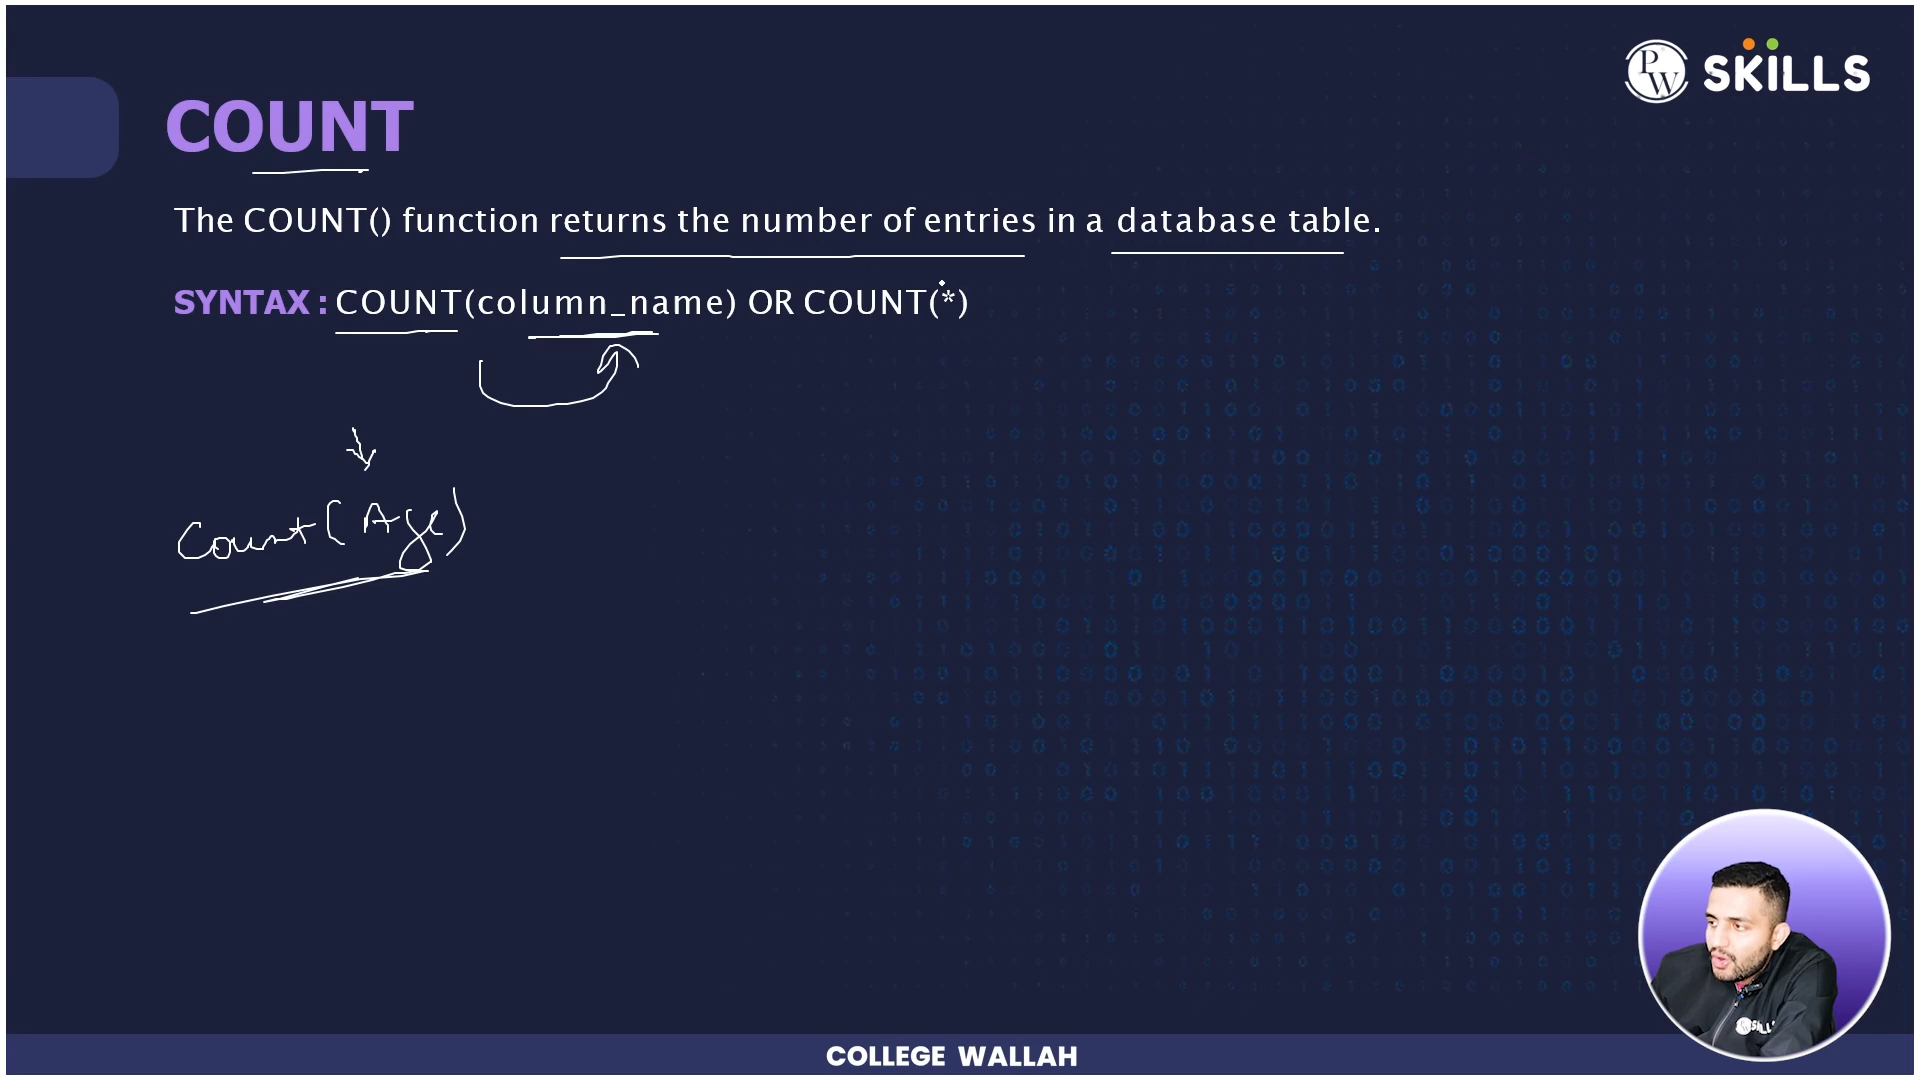 PW SKILLS
COUNT
The COUNT() function returns the number of entries in a database table.
SYNTAX : COUNT(column_name) OR COUNT(*)
Count(Age)
COLLEGE WALLAH